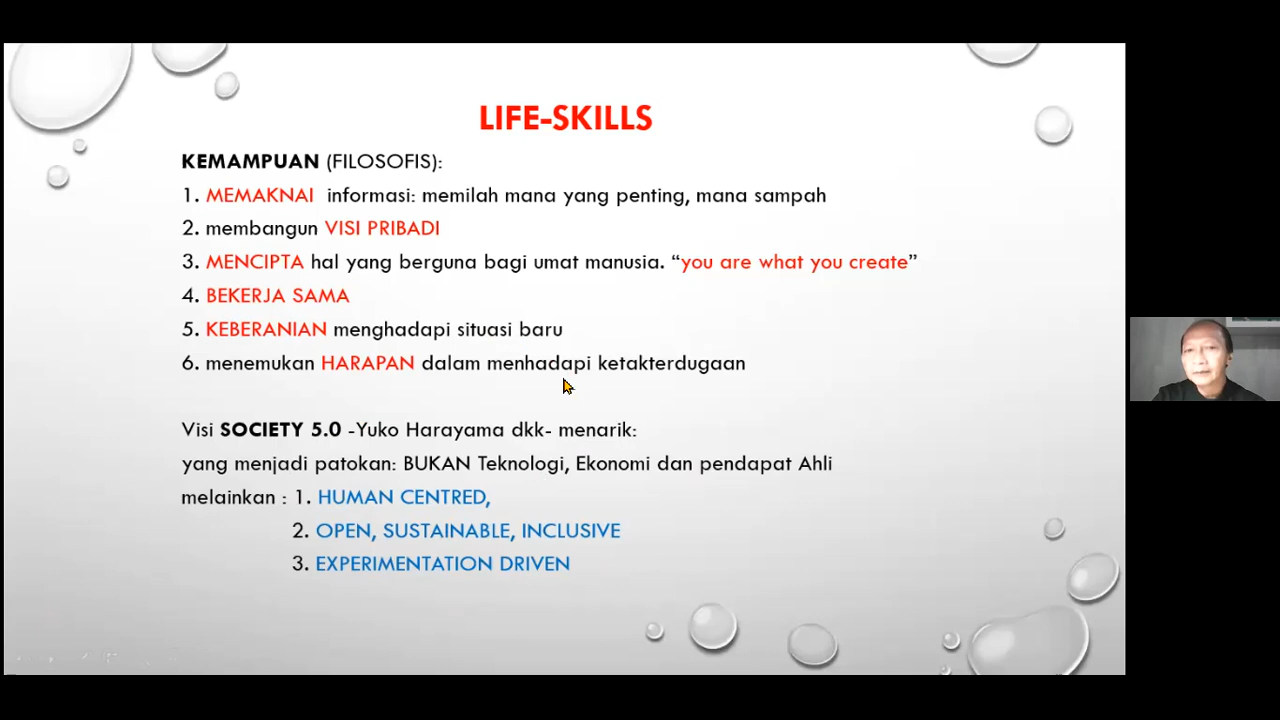 LIFE-SKILLS
KEMAMPUAN (FILOSOFIS):
1. MEMAKNAI informasi: memilah mana yang penting, mana sampah
2. membangun VISI PRIBADI
3. MENCIPTA hal yang berguna bagi umat manusia. “you are what you create”
4. BEKERJA SAMA
5. KEBERANIAN menghadapi situasi baru
6. menemukan HARAPAN dalam menhadapi ketakterdugaan
Visi SOCIETY 5.0 -Yuko Harayama dkk- menarik:
yang menjadi patokan: BUKAN Teknologi, Ekonomi dan pendapat Ahli
melainkan : 1. HUMAN CENTRED,
2. OPEN, SUSTAINABLE, INCLUSIVE
3. EXPERIMENTATION DRIVEN